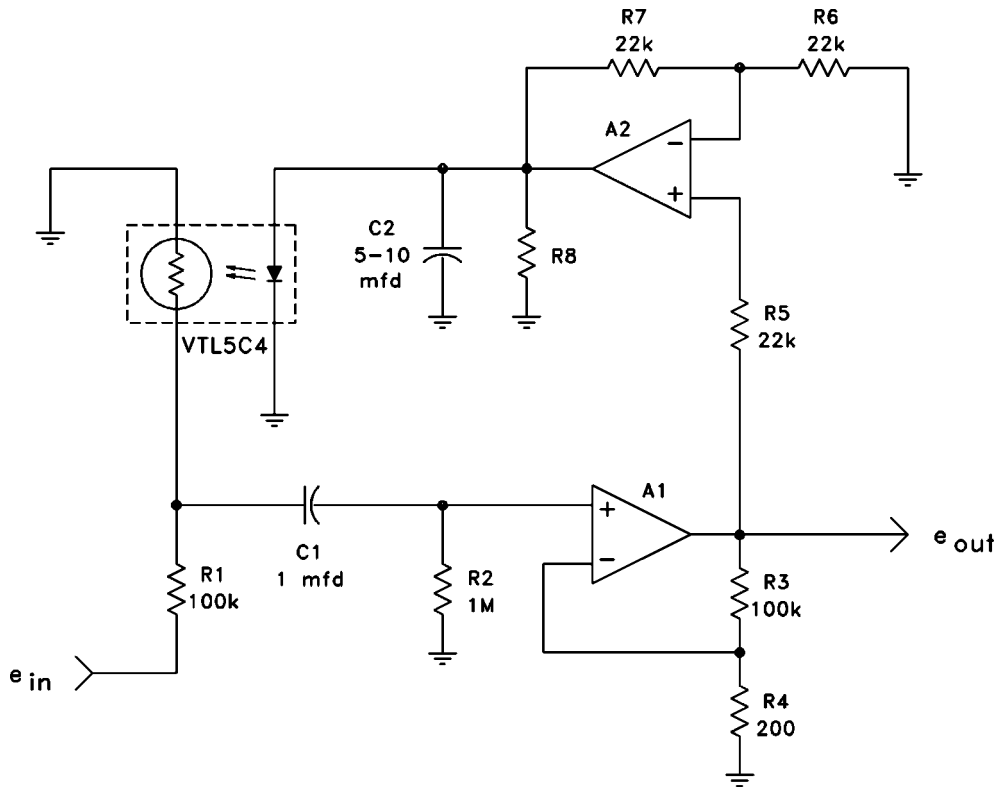 R7
22k
R6
22k
A2
−
+
C2
5-10
mfd
R8
R5
22k
VTL5C4
A1
+
−
C1
1 mfd
R2
1M
R1
100k
R3
100k
R4
200
e in
e out